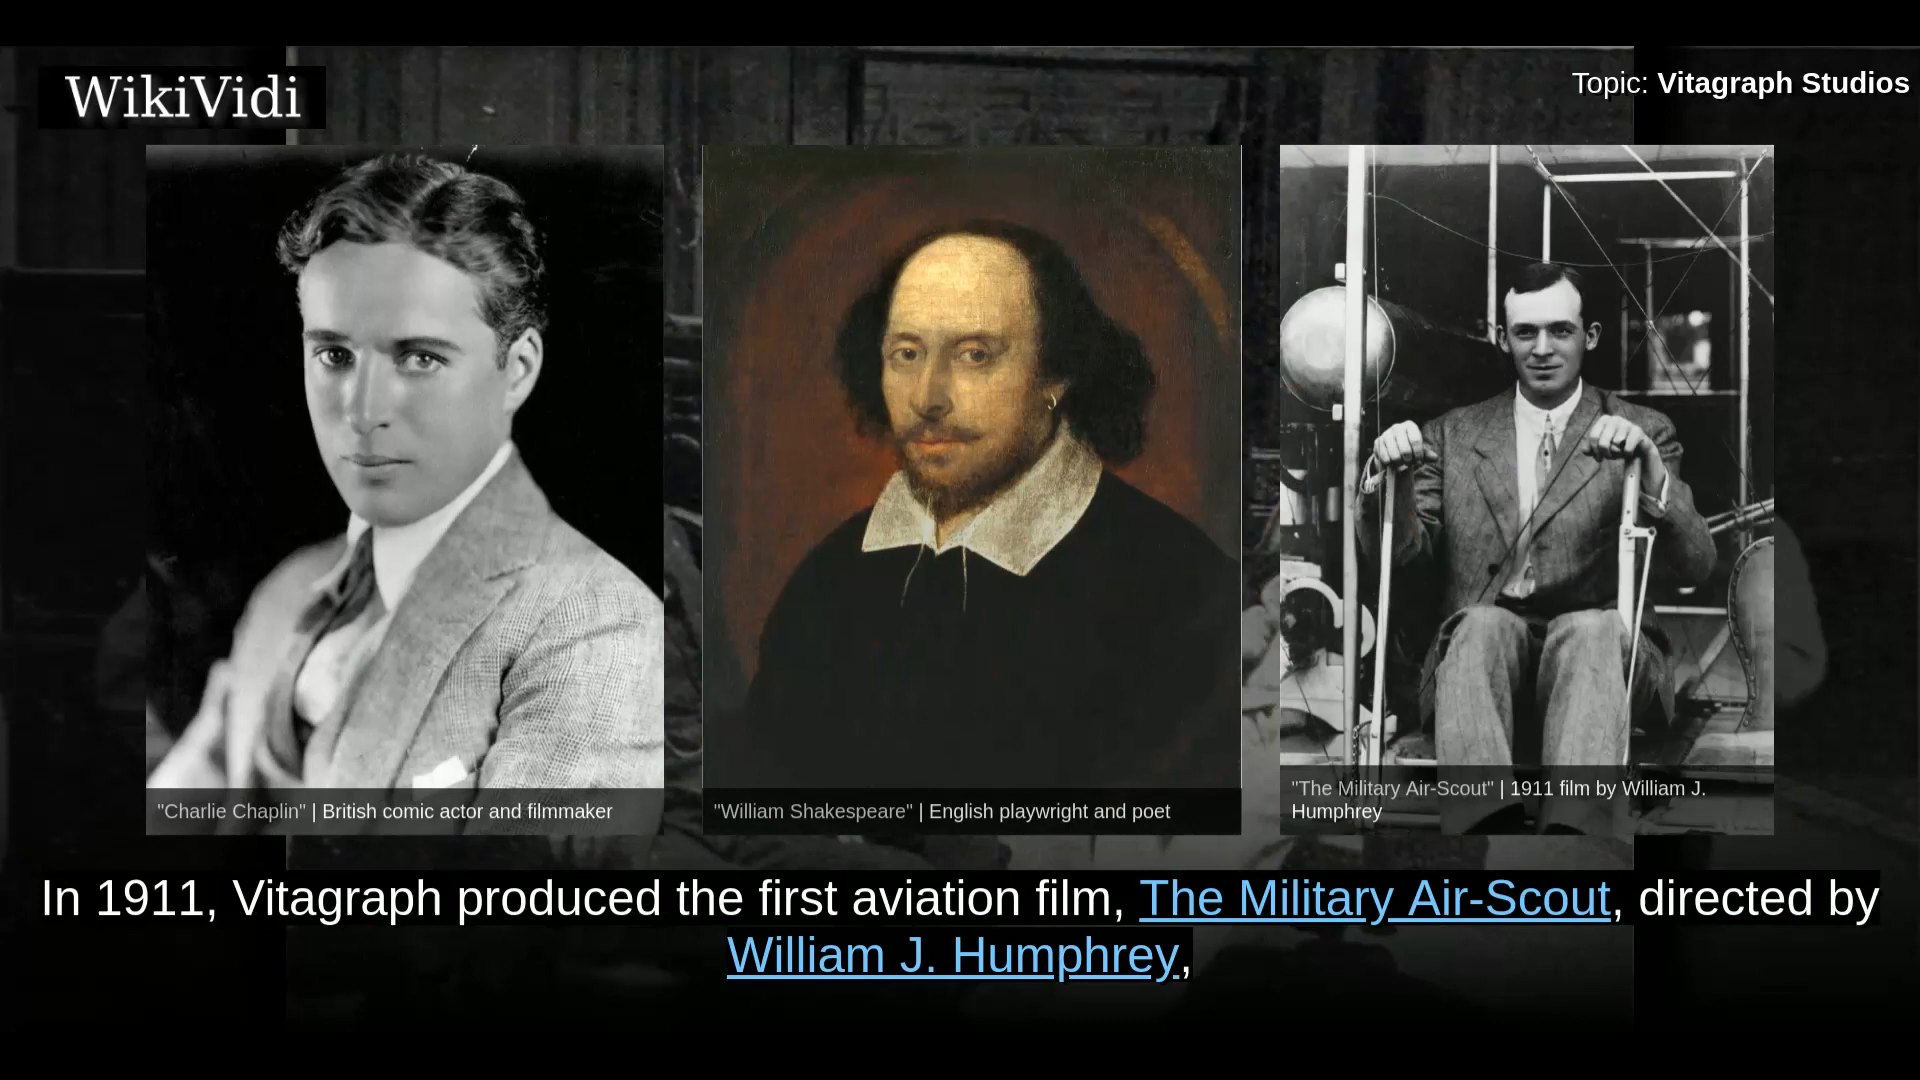 WikiVidi
Topic: Vitagraph Studios
"Charlie Chaplin" | British comic actor and filmmaker
"William Shakespeare" | English playwright and poet
"The Military Air-Scout" | 1911 film by William J.
Humphrey
In 1911, Vitagraph produced the first aviation film, The Military Air-Scout, directed by
William J. Humphrey,